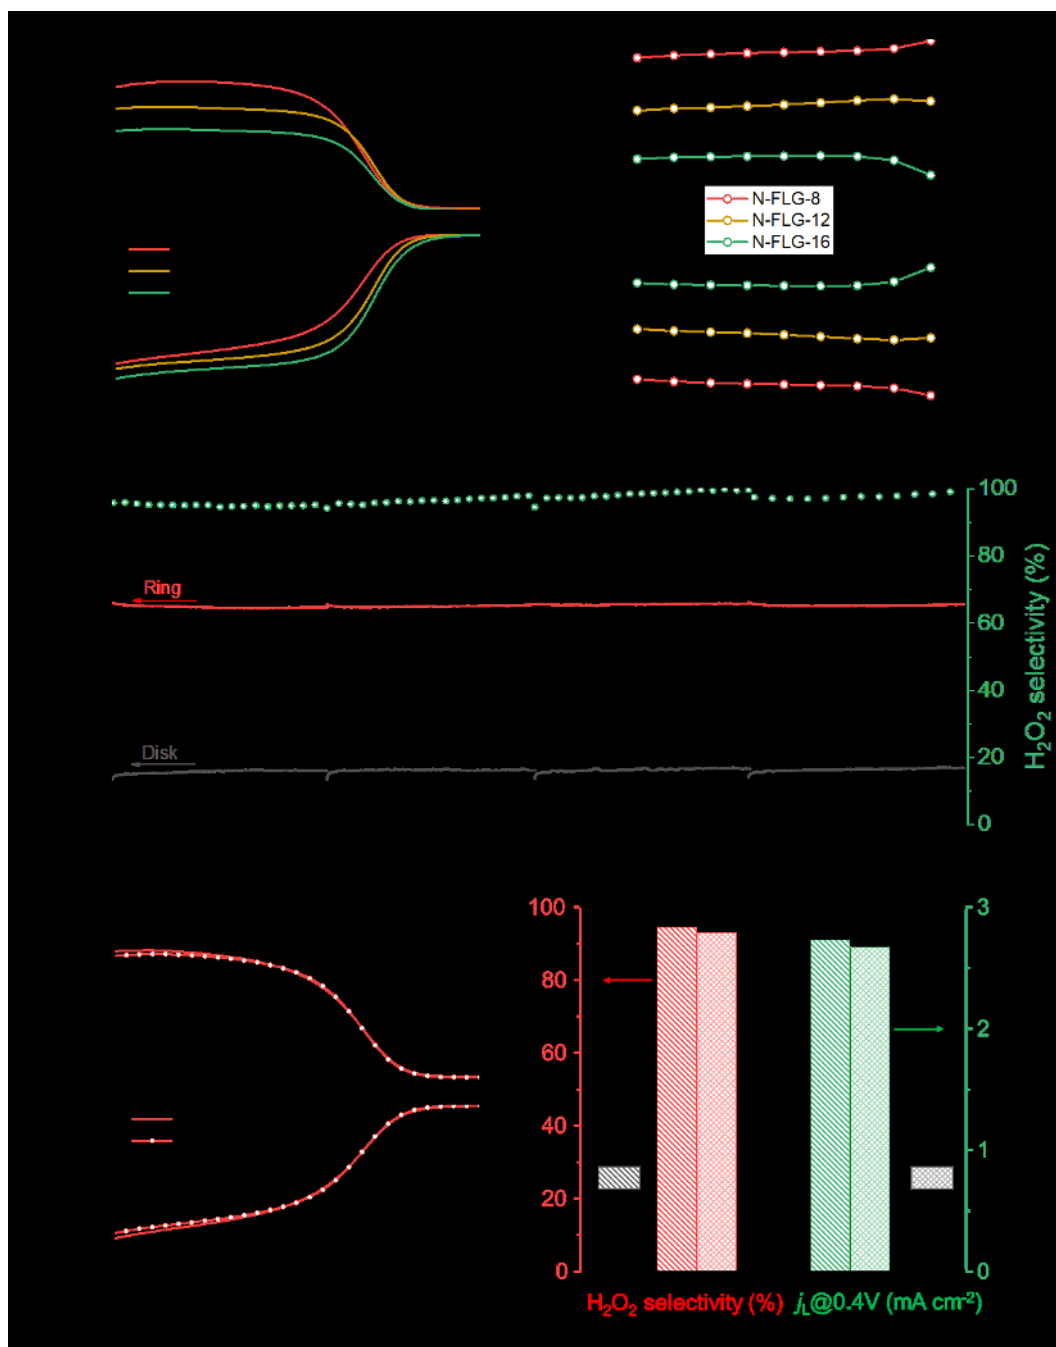 N-FLG-8
N-FLG-12
N-FLG-16
100
80
60
40
20
0
H₂O₂ selectivity (%)
Ring
Disk
100
80
60
40
20
0
3
2
1
0
H₂O₂ selectivity (%)
jL@0.4V (mA cm⁻²)